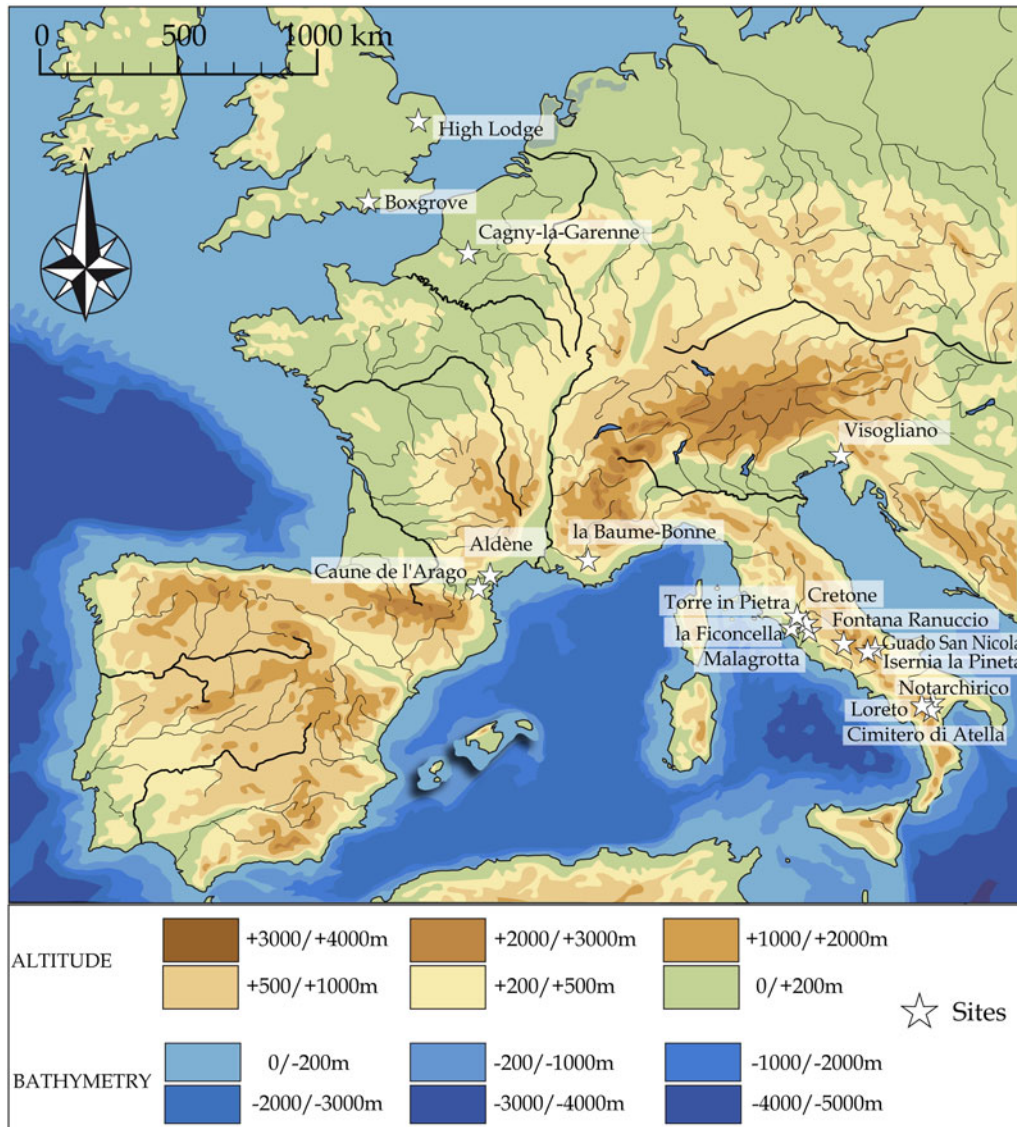 0 500 1000 km
High Lodge
N
Boxgrove
Cagny-la-Garenne
Visogliano
la Baume-Bonne
Aldène
Caune de l'Arago
Torre in Pietra
Cretone
Fontana Ranuccio
la Ficoncella
Guado San Nicola
Malagrotta
Isernia la Pineta
Notarchirico
Loreto
Cimitero di Atella
ALTITUDE
+3000/+4000m
+2000/+3000m
+1000/+2000m
+500/+1000m
+200/+500m
0/+200m
Sites
BATHYMETRY
0/-200m
-200/-1000m
-1000/-2000m
-2000/-3000m
-3000/-4000m
-4000/-5000m